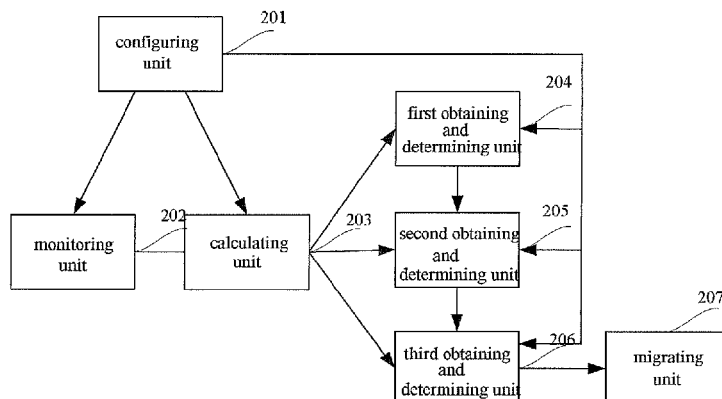 201
configuring
unit
204
first obtaining
and
determining unit
202
203
205
monitoring
unit
calculating
unit
second obtaining
and
determining unit
207
206
third obtaining
and
determining unit
migrating
unit